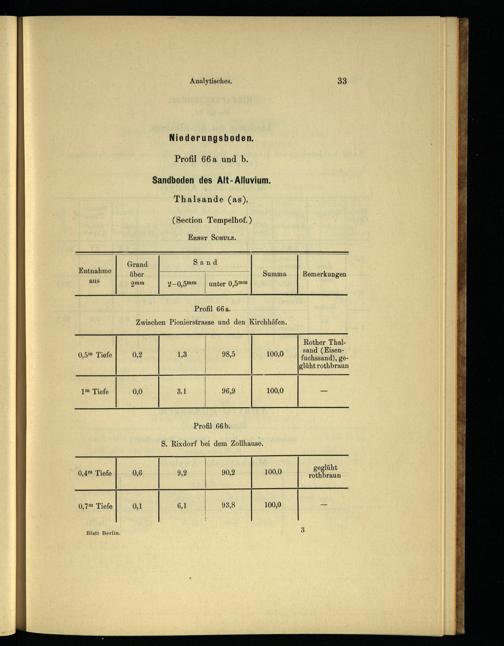 Analytisches. 33
Niederungsboden.
Profil 66a und b.
Sandboden des Alt-Alluvium.
Thalsande (as).
(Section Tempelhof.)
Ernst Schulz.
Entnahme aus | Grand über 2mm | Sand 2–0,5mm | unter 0,5mm | Summa | Bemerkungen
Profil 66a.
Zwischen Pionierstrasse und den Kirchhöfen.
0,5m Tiefe | 0,2 | 1,3 | 98,5 | 100,0 | Rother Thal-
sand (Eisen-
fuchssand), ge-
glüht rothbraun
1m Tiefe | 0,0 | 3,1 | 96,9 | 100,0 | —
Profil 66b.
S. Rixdorf bei dem Zollhause.
0,4m Tiefe | 0,6 | 9,2 | 90,2 | 100,0 | geglüht
rothbraun
0,7m Tiefe | 0,1 | 6,1 | 93,8 | 100,0 | —
Blatt Berlin. 3